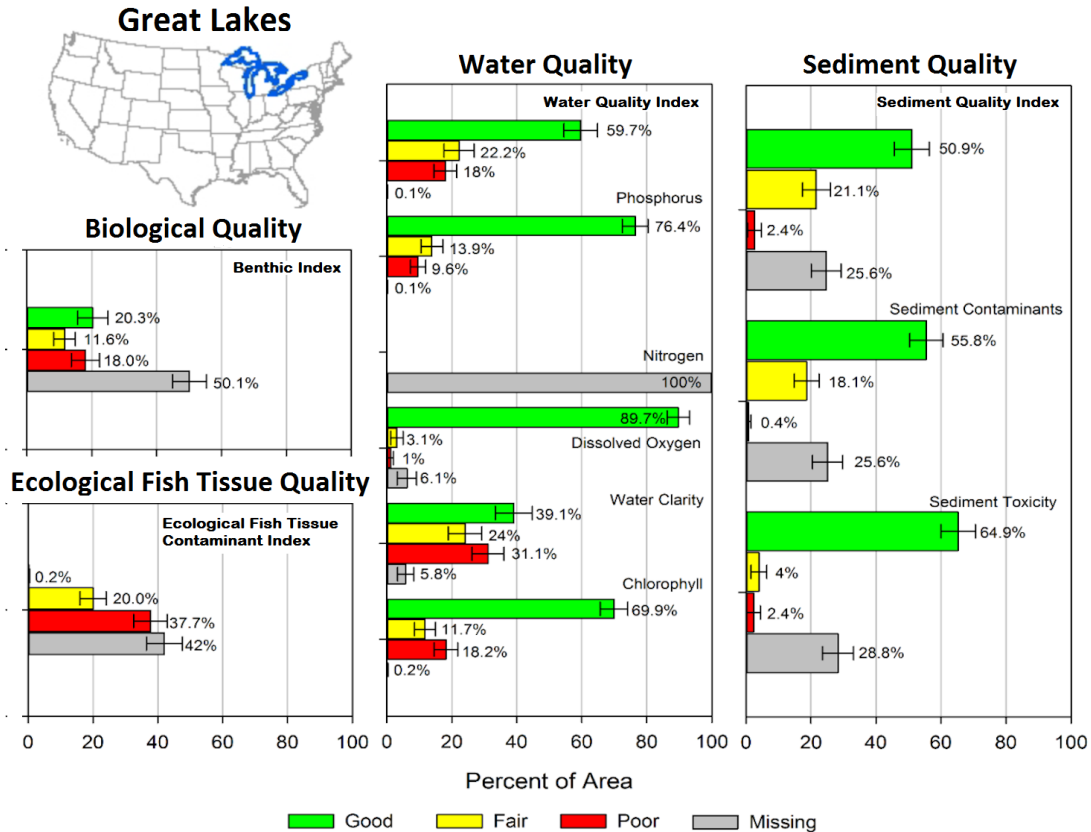 Great Lakes
Biological Quality
Benthic Index
20.3%
11.6%
18.0%
50.1%
Ecological Fish Tissue Quality
Ecological Fish Tissue
Contaminant Index
0.2%
20.0%
37.7%
42%
0 20 40 60 80 100
Water Quality
Water Quality Index
59.7%
22.2%
18%
0.1%
Phosphorus
76.4%
13.9%
9.6%
0.1%
Nitrogen
100%
89.7%
Dissolved Oxygen
3.1%
1%
6.1%
Water Clarity
39.1%
24%
31.1%
5.8%
Chlorophyll
69.9%
11.7%
18.2%
0.2%
0 20 40 60 80 100
Sediment Quality
Sediment Quality Index
50.9%
21.1%
2.4%
25.6%
Sediment Contaminants
55.8%
18.1%
0.4%
25.6%
Sediment Toxicity
64.9%
4%
2.4%
28.8%
0 20 40 60 80 100
Percent of Area
Good Fair Poor Missing